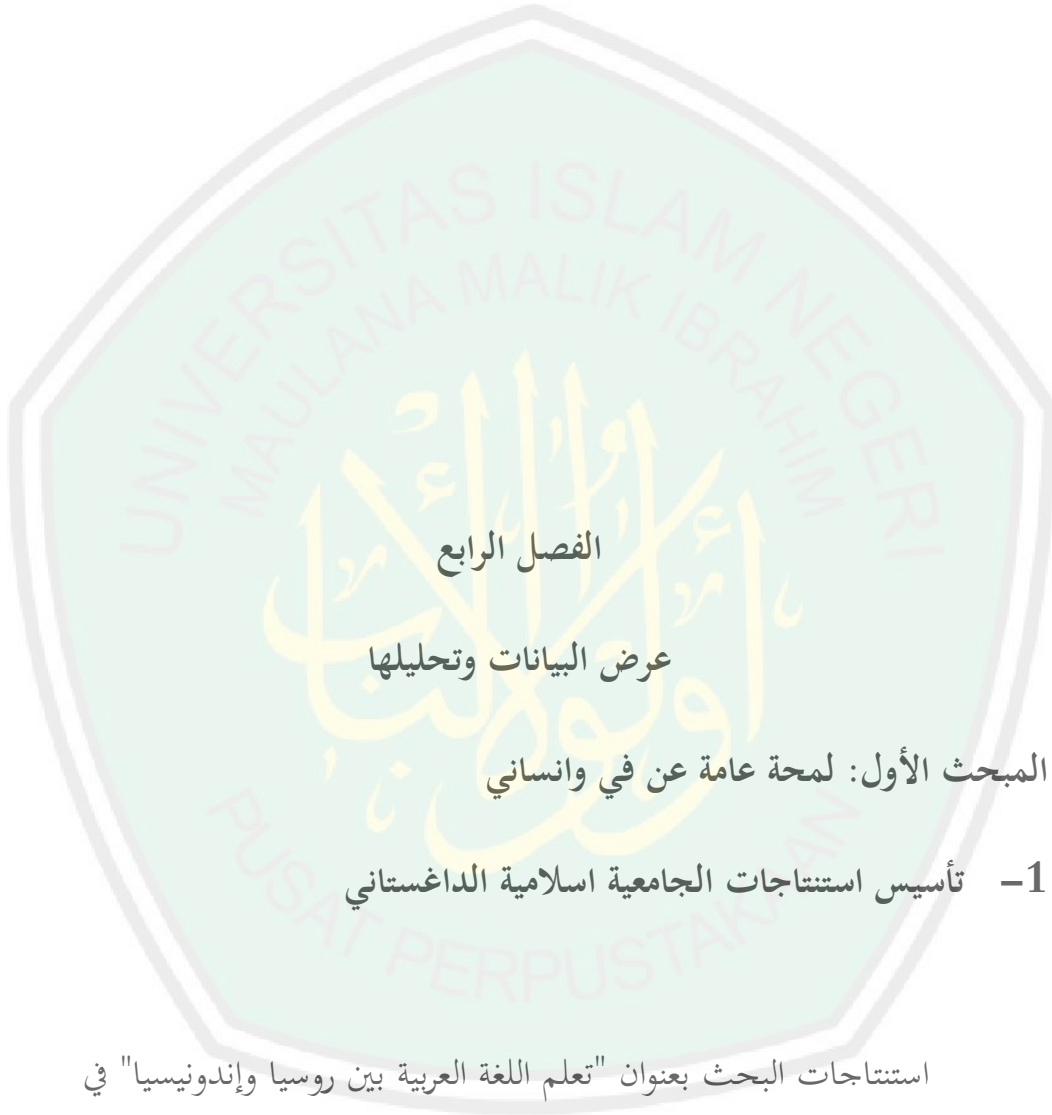 UNIVERSITAS ISLAM NEGERI
MAULANA MALIK IBRAHIM
الفصل الرابع
عرض البيانات وتحليلها
المبحث الأول: لمحة عامة عن في وانساني
1- تأسيس استنتاجات الجامعية اسلامية الداغستاني
PUSAT PERPUSTAKAAN
استنتاجات البحث بعنوان "تعلم اللغة العربية بين روسيا وإندونيسيا" في